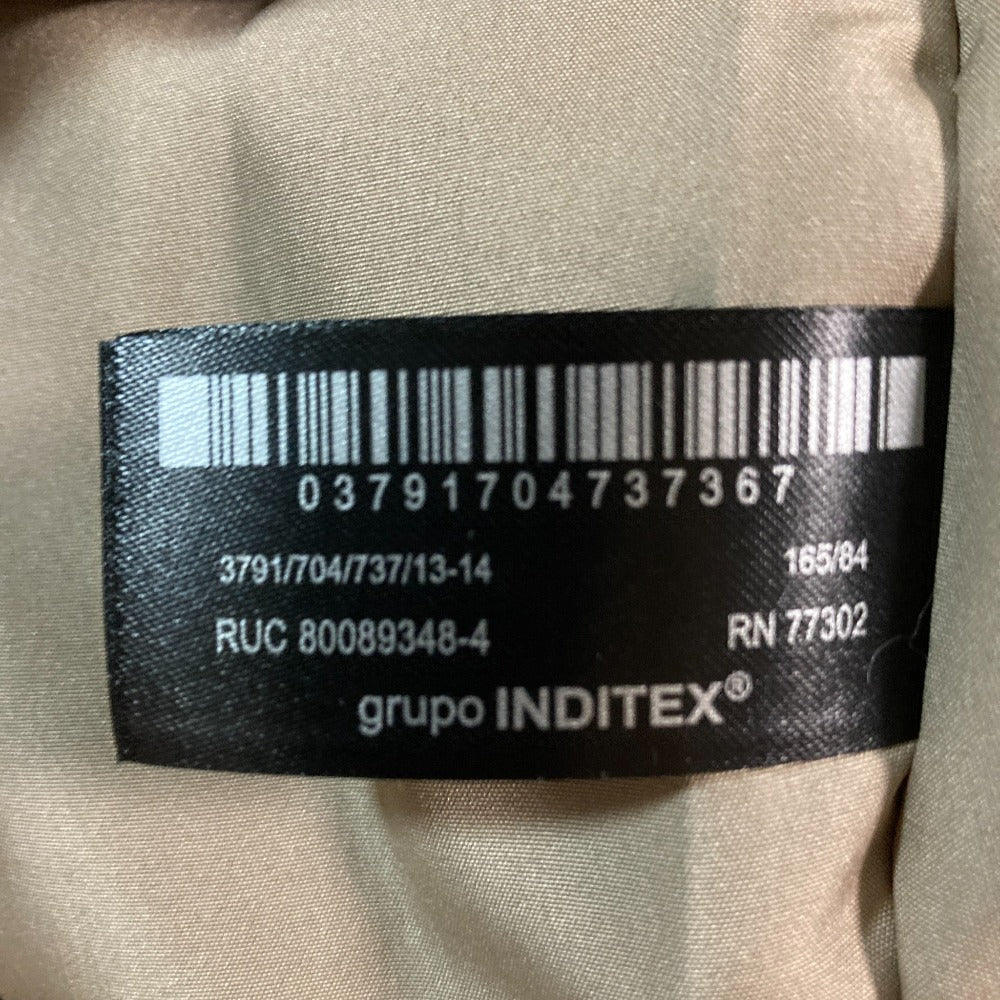 03791704737367
3791/704/737/13-14 165/84
RUC 80089348-4 RN 77302
grupo INDITEX®